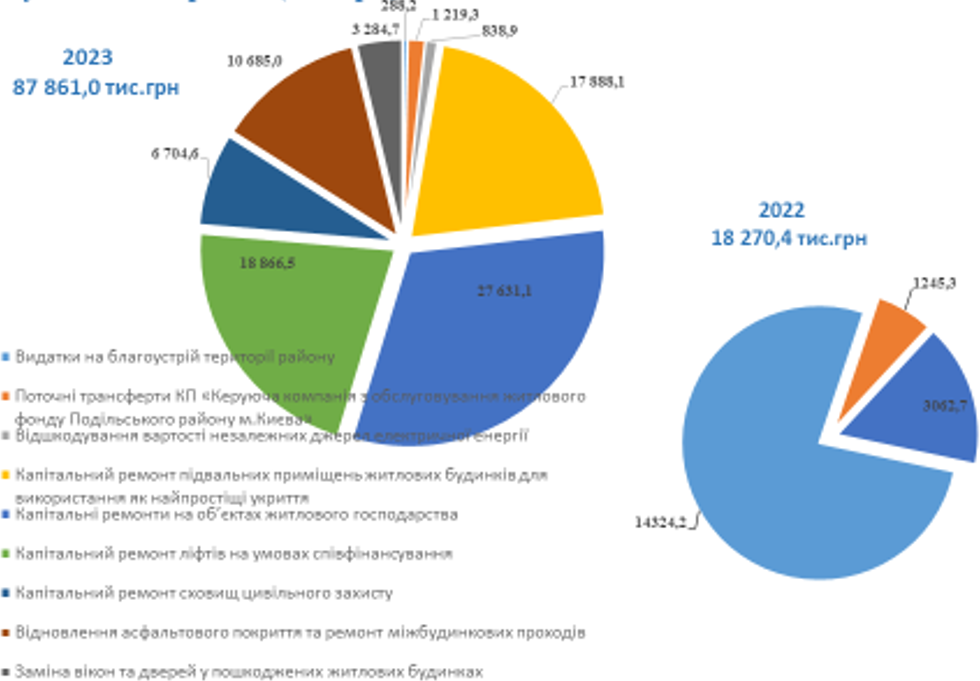 288,2
1 219,3
3 284,7
838,9
2023
10 685,0
17 888,1
87 861,0 тис.грн
6 704,6
2022
18 270,4 тис.грн
18 866,5
27 631,1
1245,3
3062,7
14324,2
Видатки на благоустрій території району
Поточні трансферти КП «Керуюча компанія з обслуговування житлового
фонду Подільського району м.Києва»
Відшкодування вартості незалежних джерел електричної енергії
Капітальний ремонт підвальних приміщень житлових будинків для
використання як найпростіші укриття
Капітальні ремонти на об'єктах житлового господарства
Капітальний ремонт ліфтів на умовах співфінансування
Капітальний ремонт сховищ цивільного захисту
Відновлення асфальтового покриття та ремонт міжбудинкових проходів
Заміна вікон та дверей у пошкоджених житлових будинках